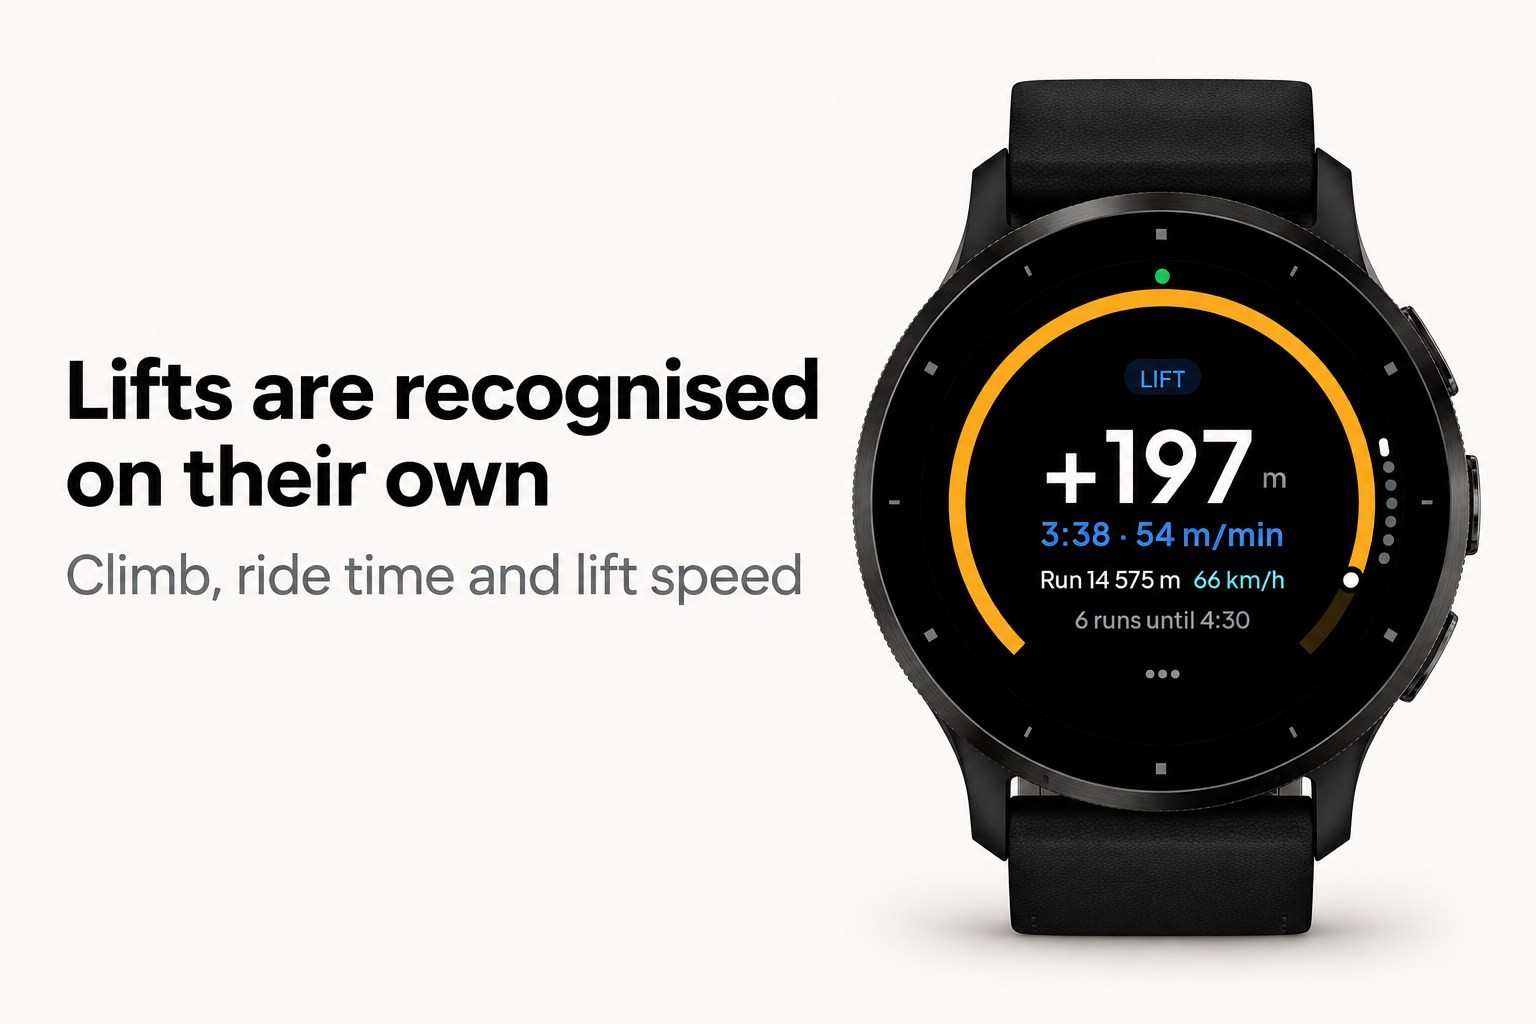 Lifts are recognised
on their own
Climb, ride time and lift speed
LIFT
+197 m
3:38 · 54 m/min
Run 14 575 m 66 km/h
6 runs until 4:30